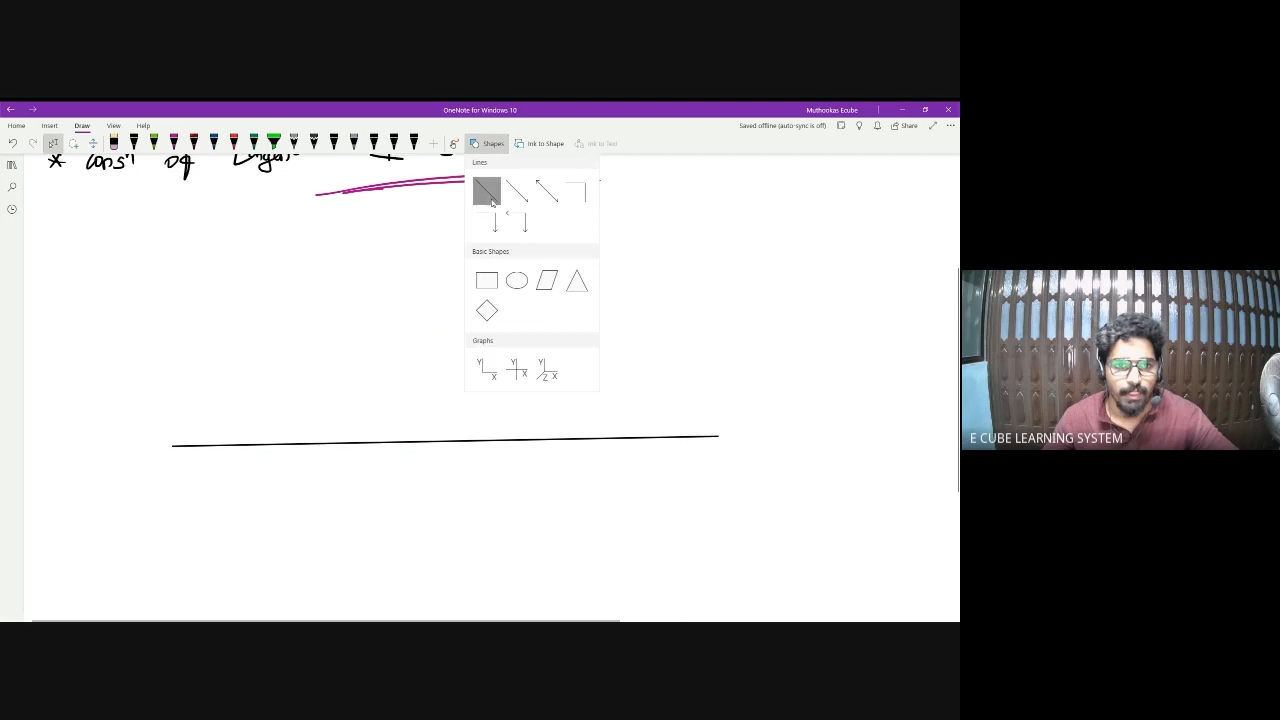 OneNote for Windows 10
Muthookas Ecube
Home Insert Draw View Help
Saved offline (auto-sync is off) Share
Shapes Ink to Shape Ink to Text
* consn of
Lines
Basic Shapes
Graphs
Y X Y X Y X Z
E CUBE LEARNING SYSTEM